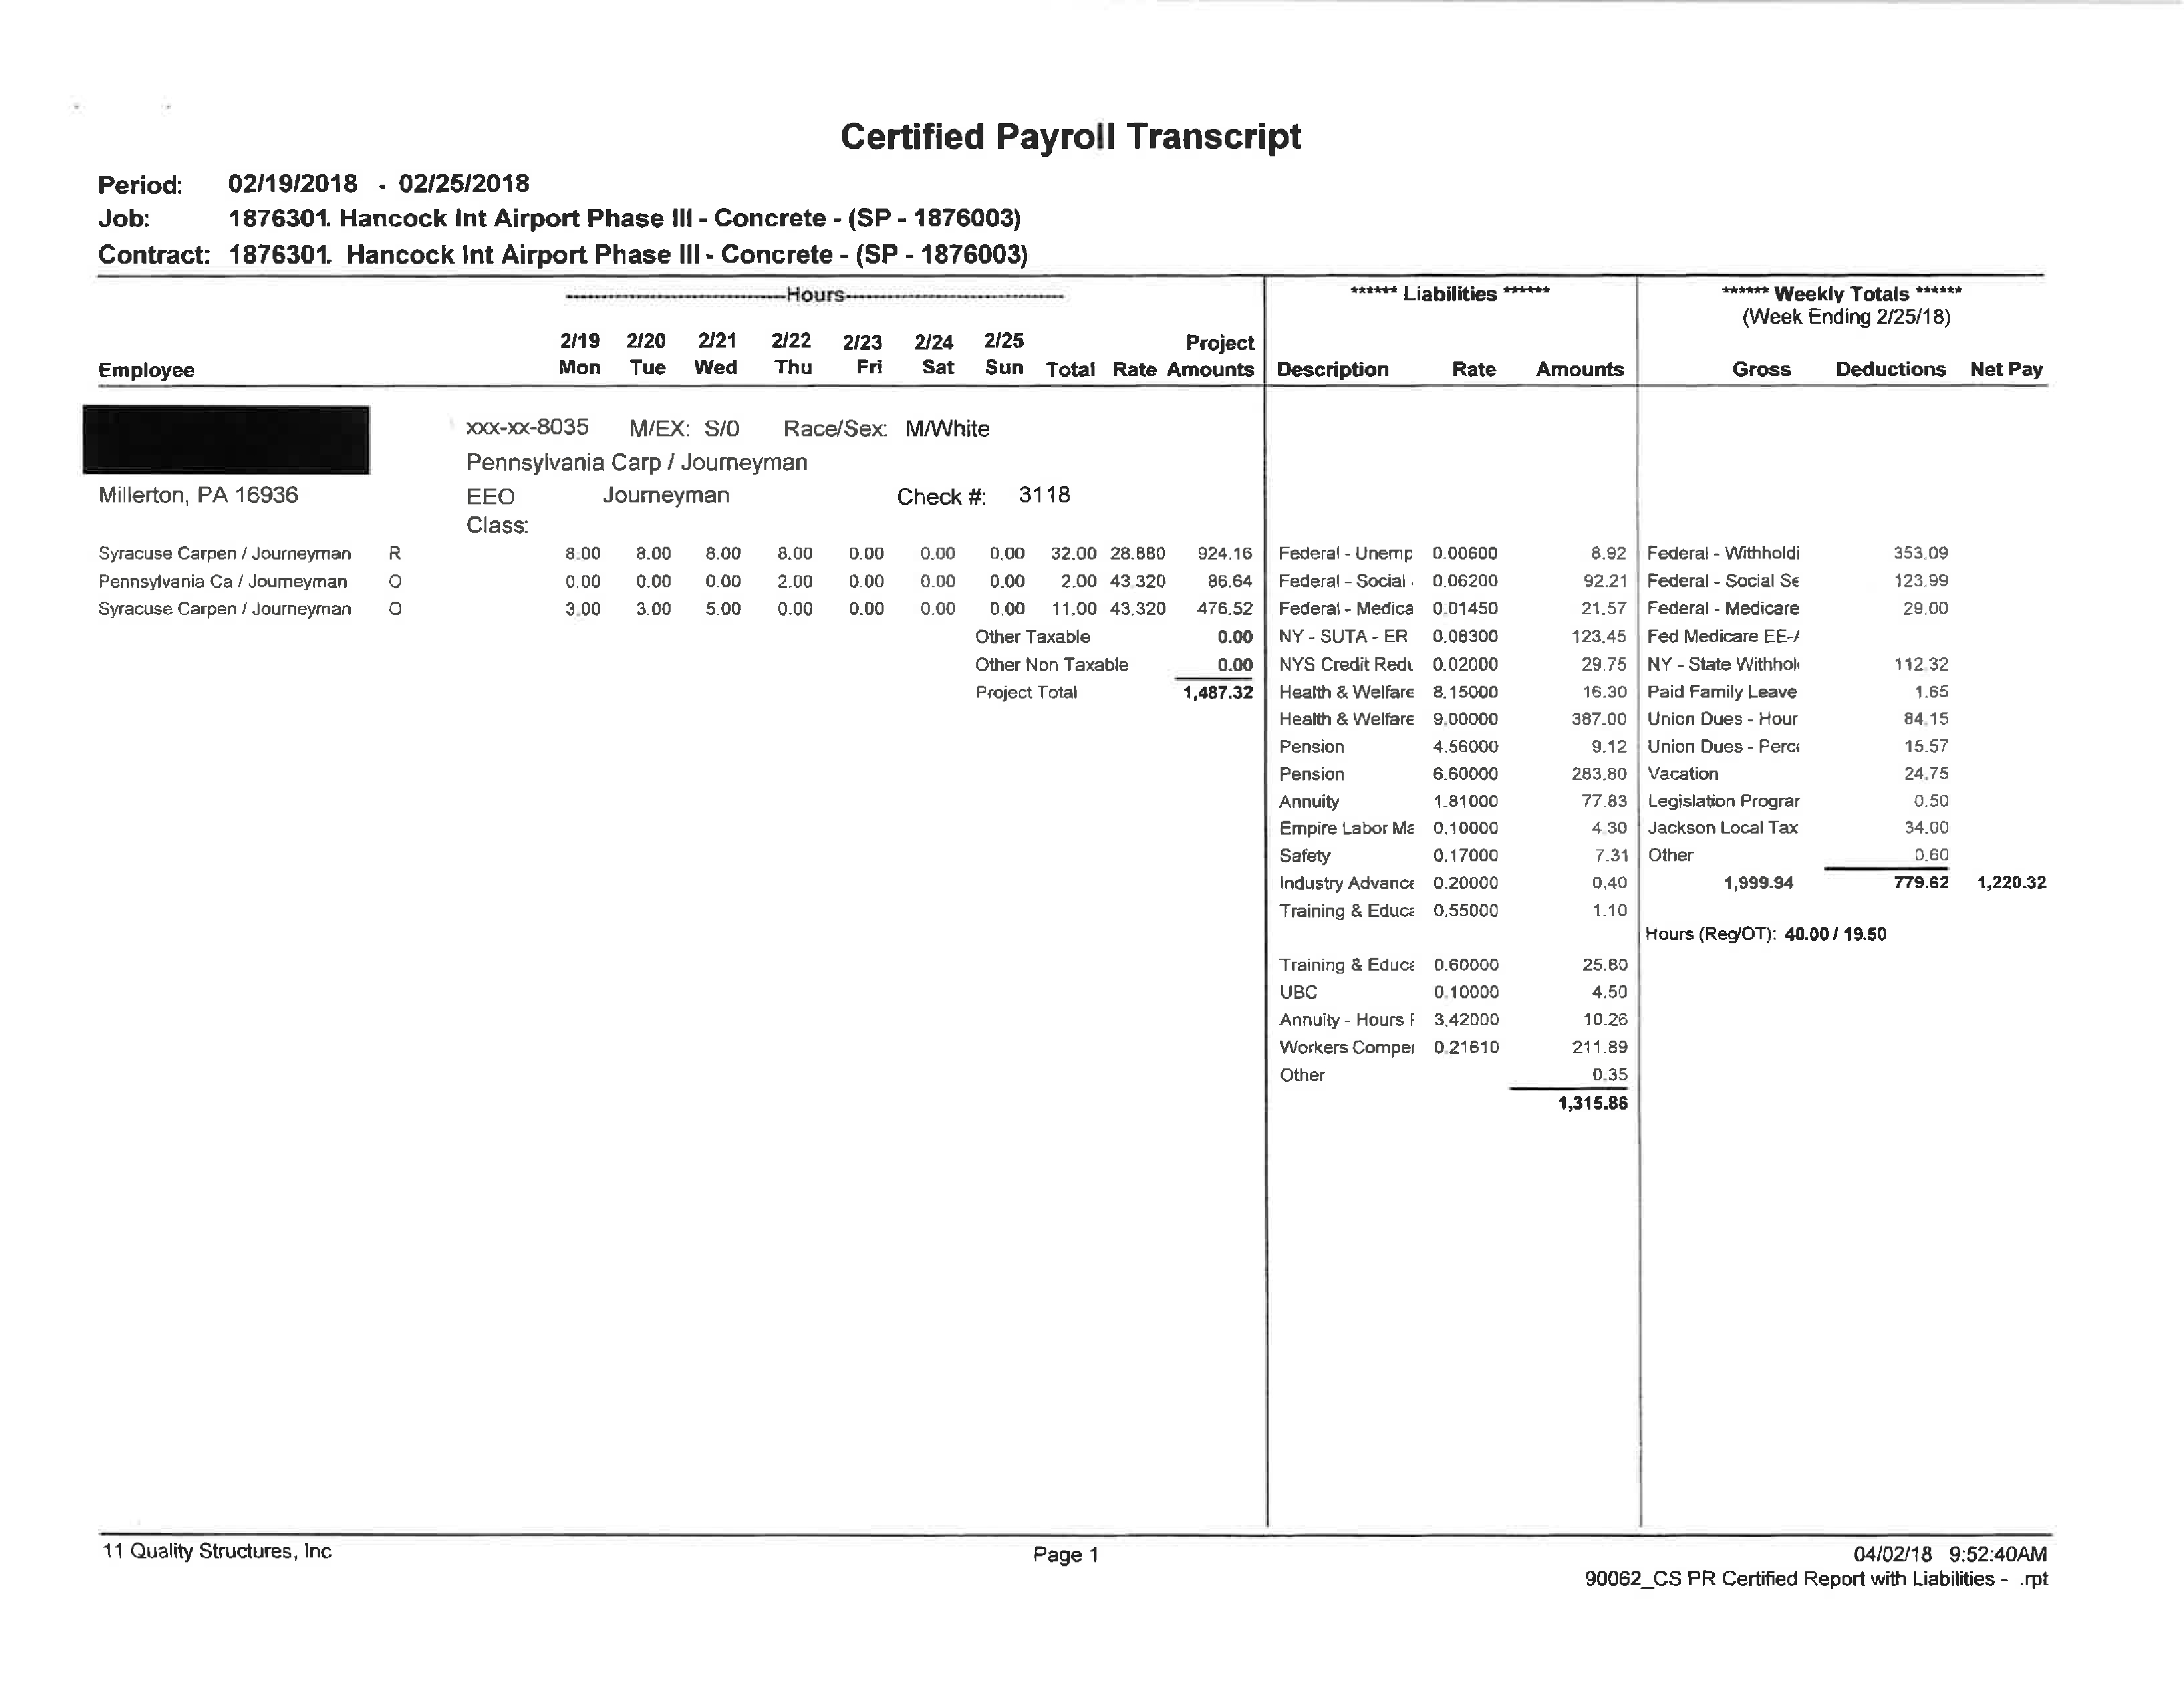 Certified Payroll Transcript
Period: 02/19/2018 - 02/25/2018
Job: 1876301. Hancock Int Airport Phase III - Concrete - (SP - 1876003)
Contract: 1876301. Hancock Int Airport Phase III - Concrete - (SP - 1876003)
Hours ****** Liabilities ****** ****** Weekly Totals ******
(Week Ending 2/25/18)
2/19 2/20 2/21 2/22 2/23 2/24 2/25 Project
Employee Mon Tue Wed Thu Fri Sat Sun Total Rate Amounts Description Rate Amounts Gross Deductions Net Pay
xxx-xx-8035 M/EX: S/0 Race/Sex: M/White
Pennsylvania Carp / Journeyman
Millerton, PA 16936 EEO Journeyman Check #: 3118
Class:
Syracuse Carpen / Journeyman R 8.00 8.00 8.00 8.00 0.00 0.00 0.00 32.00 28.880 924.16 Federal - Unemp 0.00600 8.92 Federal - Withholdi 353.09
Pennsylvania Ca / Journeyman O 0.00 0.00 0.00 2.00 0.00 0.00 0.00 2.00 43.320 86.64 Federal - Social 0.06200 92.21 Federal - Social Se 123.99
Syracuse Carpen / Journeyman O 3.00 3.00 5.00 0.00 0.00 0.00 0.00 11.00 43.320 476.52 Federal - Medica 0.01450 21.57 Federal - Medicare 29.00
Other Taxable 0.00 NY - SUTA - ER 0.08300 123.45 Fed Medicare EE-
Other Non Taxable 0.00 NYS Credit Redu 0.02000 29.75 NY - State Withhol 112.32
Project Total 1,487.32 Health & Welfare 8.15000 16.30 Paid Family Leave 1.65
Health & Welfare 9.00000 387.00 Union Dues - Hour 84.15
Pension 4.56000 9.12 Union Dues - Perc 15.57
Pension 6.60000 283.80 Vacation 24.75
Annuity 1.81000 77.83 Legislation Prograr 0.50
Empire Labor Ma 0.10000 4.30 Jackson Local Tax 34.00
Safety 0.17000 7.31 Other 0.60
Industry Advance 0.20000 0.40 1,999.94 779.62 1,220.32
Training & Educa 0.55000 1.10
Hours (Reg/OT): 40.00 / 19.50
Training & Educa 0.60000 25.80
UBC 0.10000 4.50
Annuity - Hours 3.42000 10.26
Workers Compe 0.21610 211.89
Other 0.35
1,315.86
11 Quality Structures, Inc Page 1 04/02/18 9:52:40AM
90062_CS PR Certified Report with Liabilities - .rpt